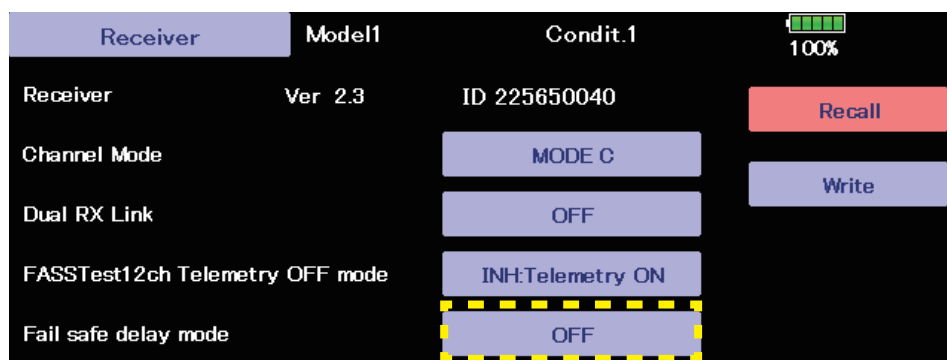 Receiver Model1 Condit.1 100%
Receiver Ver 2.3 ID 225650040
Recall
Channel Mode MODE C
Write
Dual RX Link OFF
FASSTest12ch Telemetry OFF mode INH:Telemetry ON
Fail safe delay mode OFF